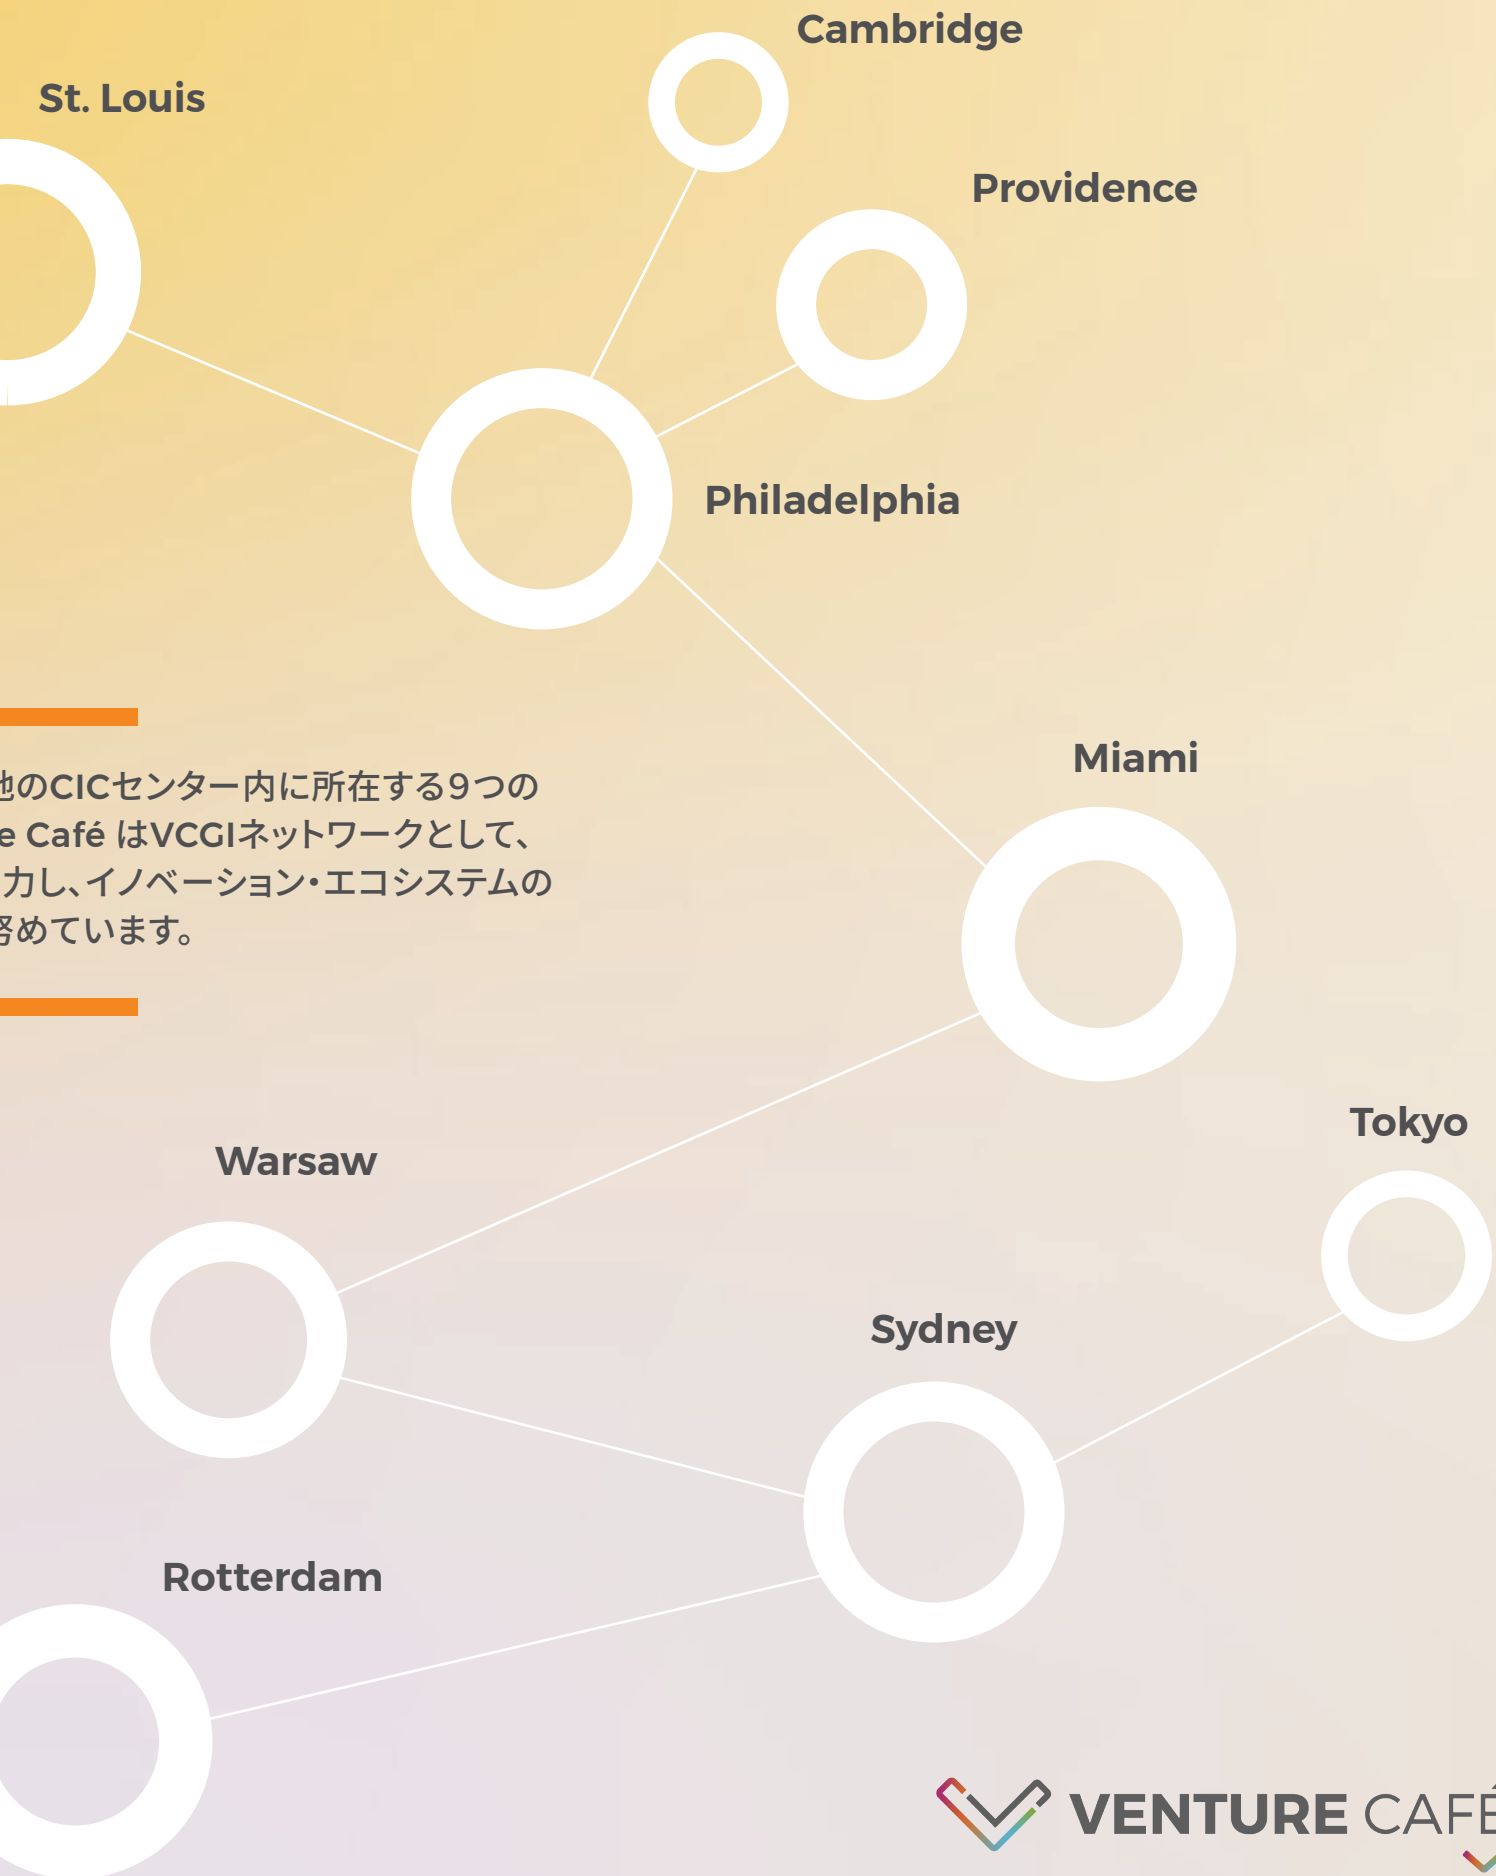 Cambridge
St. Louis
Providence
Philadelphia
Miami
地のCICセンター内に所在する9つの
e Café はVCGIネットワークとして、
力し、イノベーション・エコシステムの
努めています。
Tokyo
Warsaw
Sydney
Rotterdam
VENTURE CAFÉ